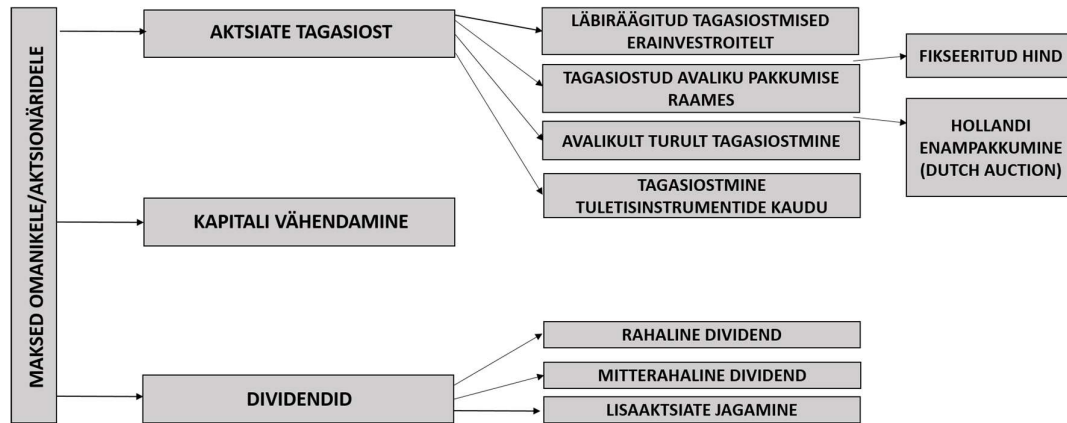 MAKSED OMANIKELE/AKTSIONÄRIDELE
AKTSIATE TAGASIOST
LÄBIRÄÄGITUD TAGASIOSTMISED
ERAINVESTROITELT
TAGASIOSTUD AVALIKU PAKKUMISE
RAAMES
FIKSEERITUD HIND
HOLLANDI
ENAMPAKKUMINE
(DUTCH AUCTION)
AVALIKULT TURULT TAGASIOSTMINE
TAGASIOSTMINE
TULETISINSTRUMENTIDE KAUDU
KAPITALI VÄHENDAMINE
DIVIDENDID
RAHALINE DIVIDEND
MITTERAHALINE DIVIDEND
LISAAKTSIATE JAGAMINE